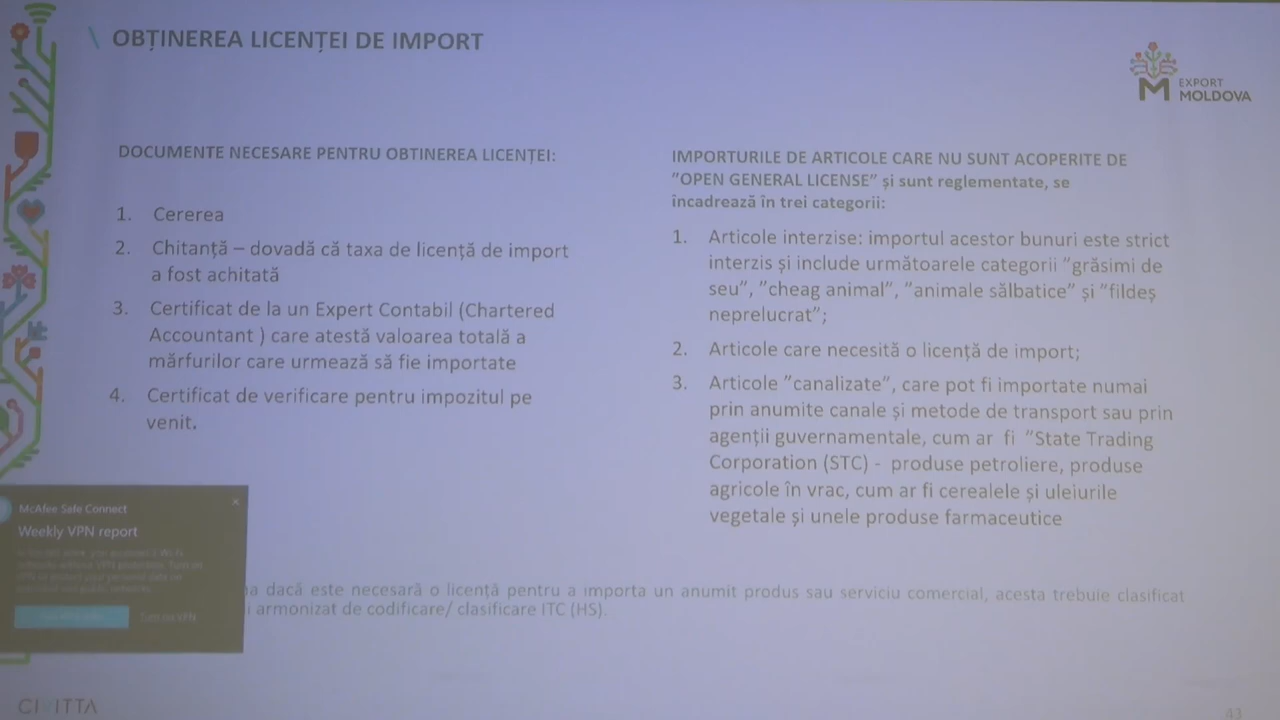 OBȚINEREA LICENȚEI DE IMPORT
EXPORT
MOLDOVA
DOCUMENTE NECESARE PENTRU OBTINEREA LICENȚEI:
1. Cererea
2. Chitanță – dovadă că taxa de licență de import
a fost achitată
3. Certificat de la un Expert Contabil (Chartered
Accountant ) care atestă valoarea totală a
mărfurilor care urmează să fie importate
4. Certificat de verificare pentru impozitul pe
venit.
IMPORTURILE DE ARTICOLE CARE NU SUNT ACOPERITE DE
”OPEN GENERAL LICENSE” și sunt reglementate, se
încadrează în trei categorii:
1. Articole interzise: importul acestor bunuri este strict
interzis și include următoarele categorii ”grăsimi de
seu”, ”cheag animal”, ”animale sălbatice” și ”fildeș
neprelucrat”;
2. Articole care necesită o licență de import;
3. Articole ”canalizate”, care pot fi importate numai
prin anumite canale și metode de transport sau prin
agenții guvernamentale, cum ar fi ”State Trading
Corporation (STC) - produse petroliere, produse
agricole în vrac, cum ar fi cerealele și uleiurile
vegetale și unele produse farmaceutice
McAfee Safe Connect
Weekly VPN report
Turn on VPN
dacă este necesară o licență pentru a importa un anumit produs sau serviciu comercial, acesta trebuie clasificat
armonizat de codificare/ clasificare ITC (HS).
CIVITTA
43